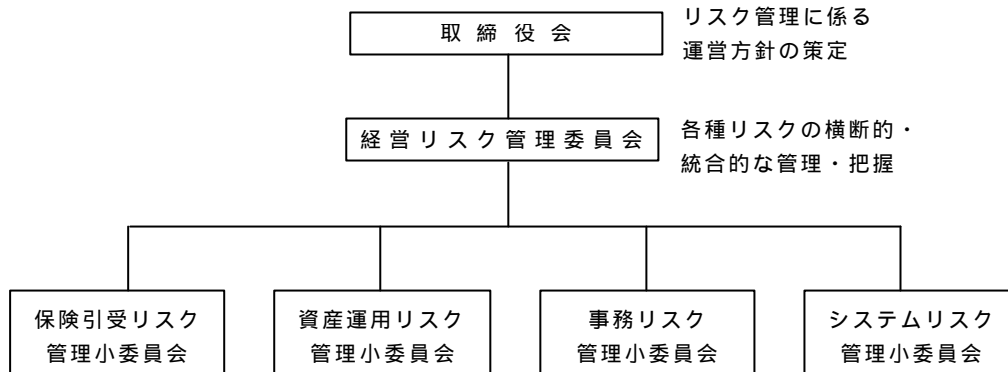 取締役会
リスク管理に係る
運営方針の策定
経営リスク管理委員会
各種リスクの横断的・
統合的な管理・把握
保険引受リスク
管理小委員会
資産運用リスク
管理小委員会
事務リスク
管理小委員会
システムリスク
管理小委員会